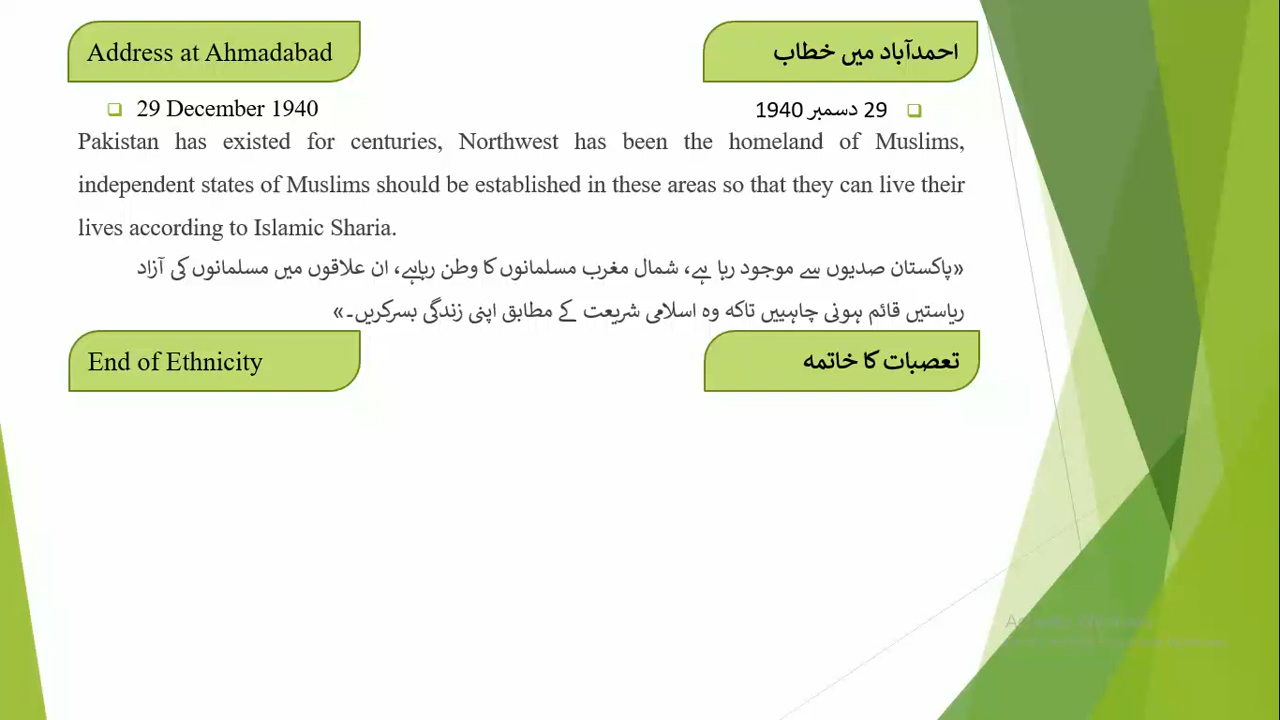 Address at Ahmadabad
احمدآباد میں خطاب
29 December 1940
29 دسمبر 1940
Pakistan has existed for centuries, Northwest has been the homeland of Muslims,
independent states of Muslims should be established in these areas so that they can live their
lives according to Islamic Sharia.
«پاکستان صدیوں سے موجود رہا ہے، شمال مغرب مسلمانوں کا وطن رہاہے، ان علاقوں میں مسلمانوں کی آزاد
ریاستیں قائم ہونی چاہییں تاکہ وہ اسلامی شریعت کے مطابق اپنی زندگی بسرکریں۔»
End of Ethnicity
تعصبات کا خاتمہ